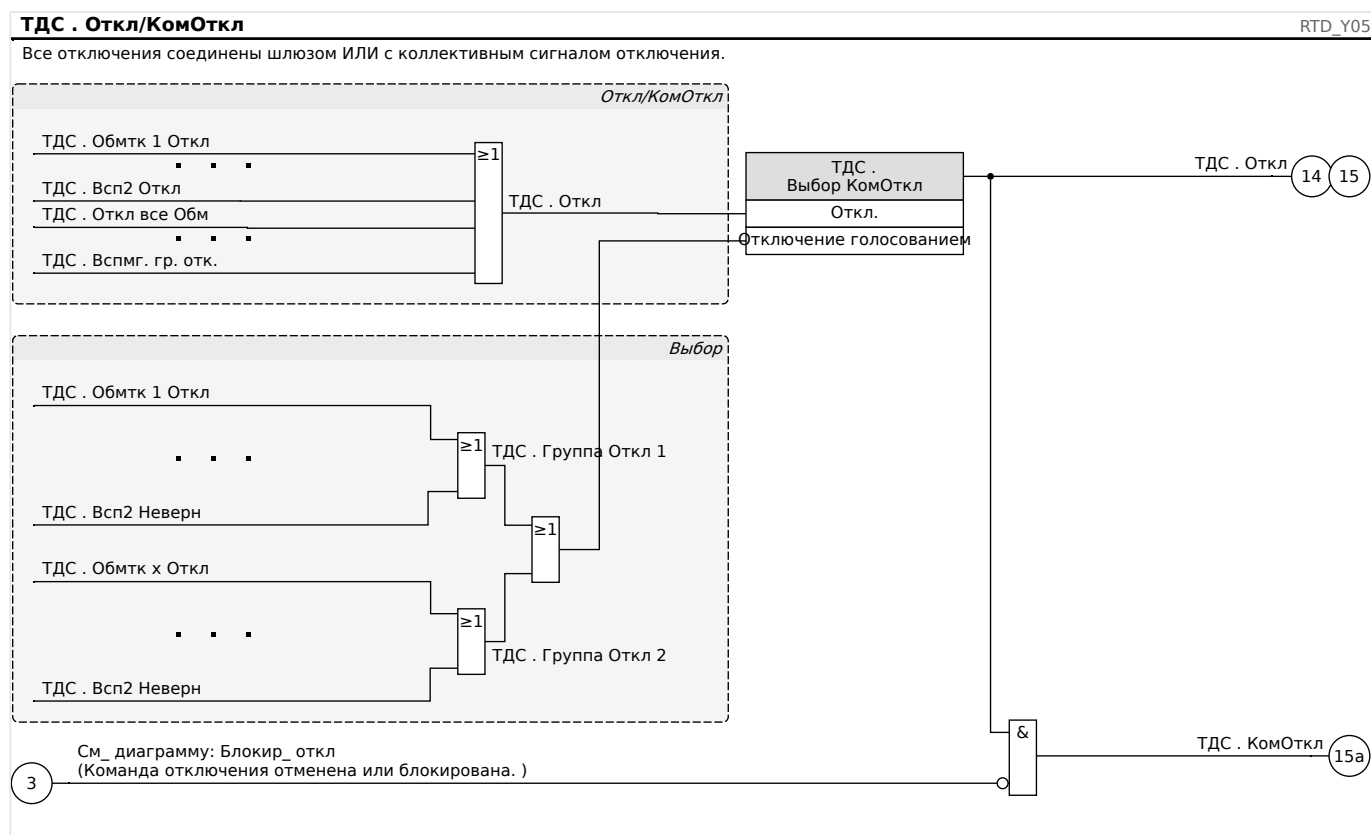 ТДС . Откл/КомОткл
RTD_Y05
Все отключения соединены шлюзом ИЛИ с коллективным сигналом отключения.
Откл/КомОткл
ТДС . Обмтк 1 Откл
≥1
ТДС . Всп2 Откл
ТДС . Откл все Обм
ТДС . Вспмг. гр. отк.
ТДС . Откл
ТДС .
Выбор КомОткл
Откл.
Отключение голосованием
ТДС . Откл
14
15
Выбор
ТДС . Обмтк 1 Откл
≥1
ТДС . Группа Откл 1
ТДС . Всп2 Неверн
≥1
ТДС . Обмтк x Откл
≥1
ТДС . Группа Откл 2
ТДС . Всп2 Неверн
&
ТДС . КомОткл
15a
См_ диаграмму: Блокир_ откл
(Команда отключения отменена или блокирована. )
3